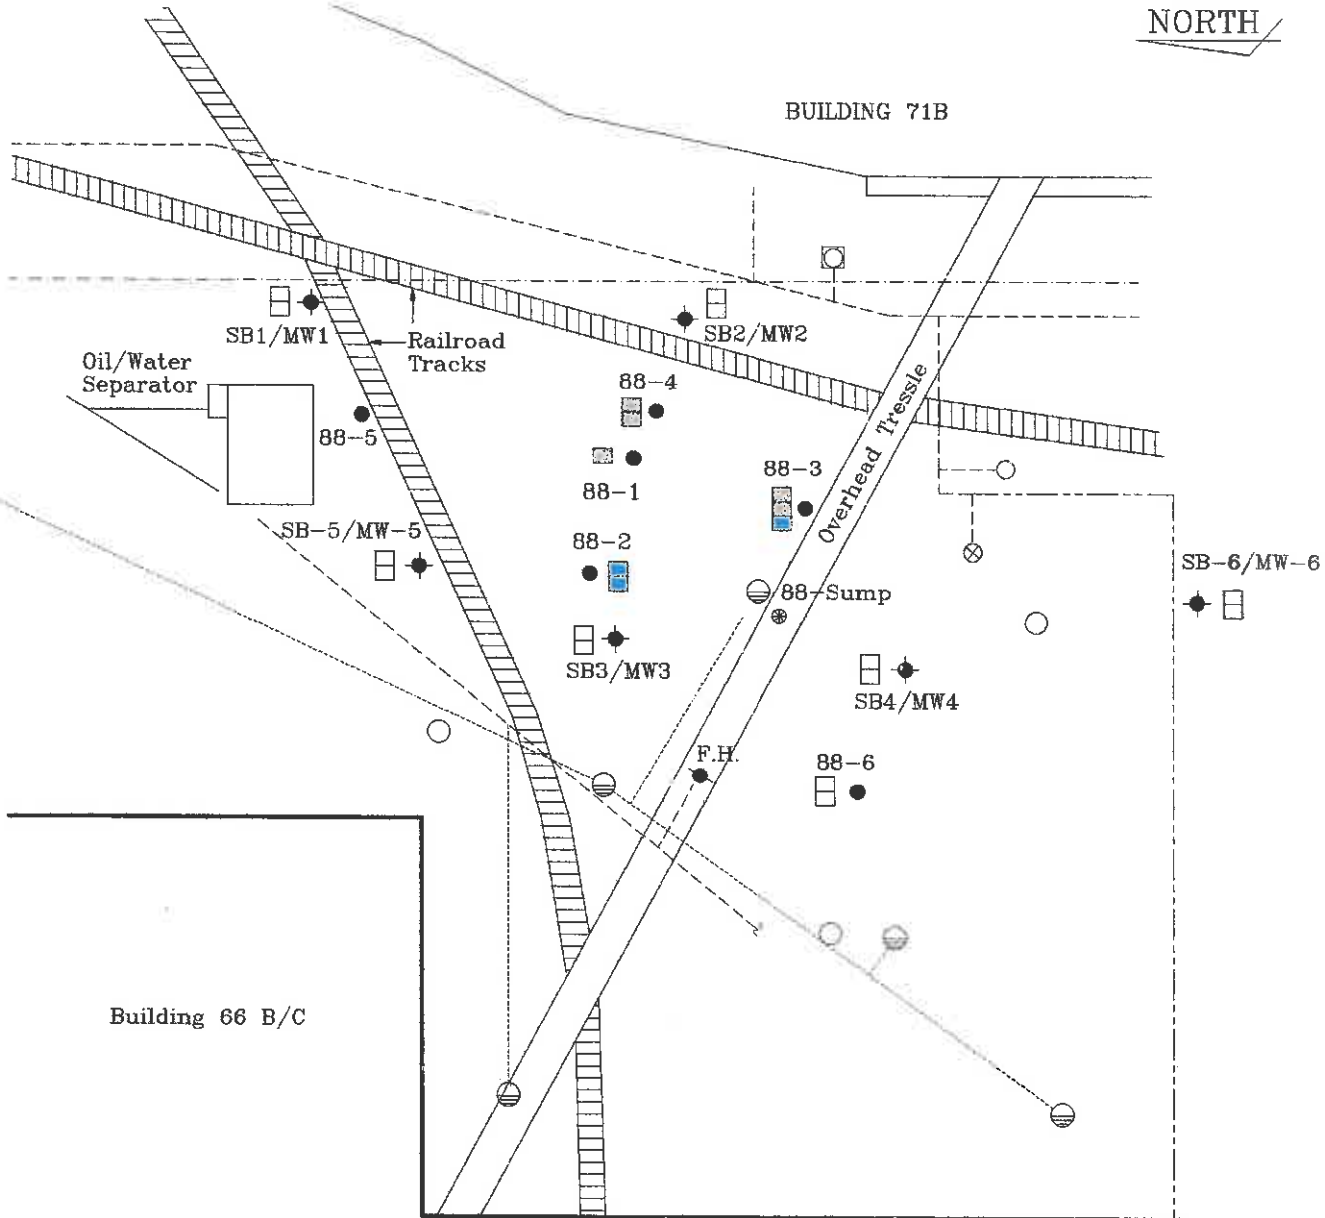 NORTH
BUILDING 71B
SB1/MW1
SB2/MW2
Railroad
Tracks
Oil/Water
Separator
88-4
88-5
88-1
88-3
Overhead Tressle
SB-5/MW-5
88-2
SB-6/MW-6
88-Sump
SB3/MW3
SB4/MW4
F.H.
88-6
Building 66 B/C